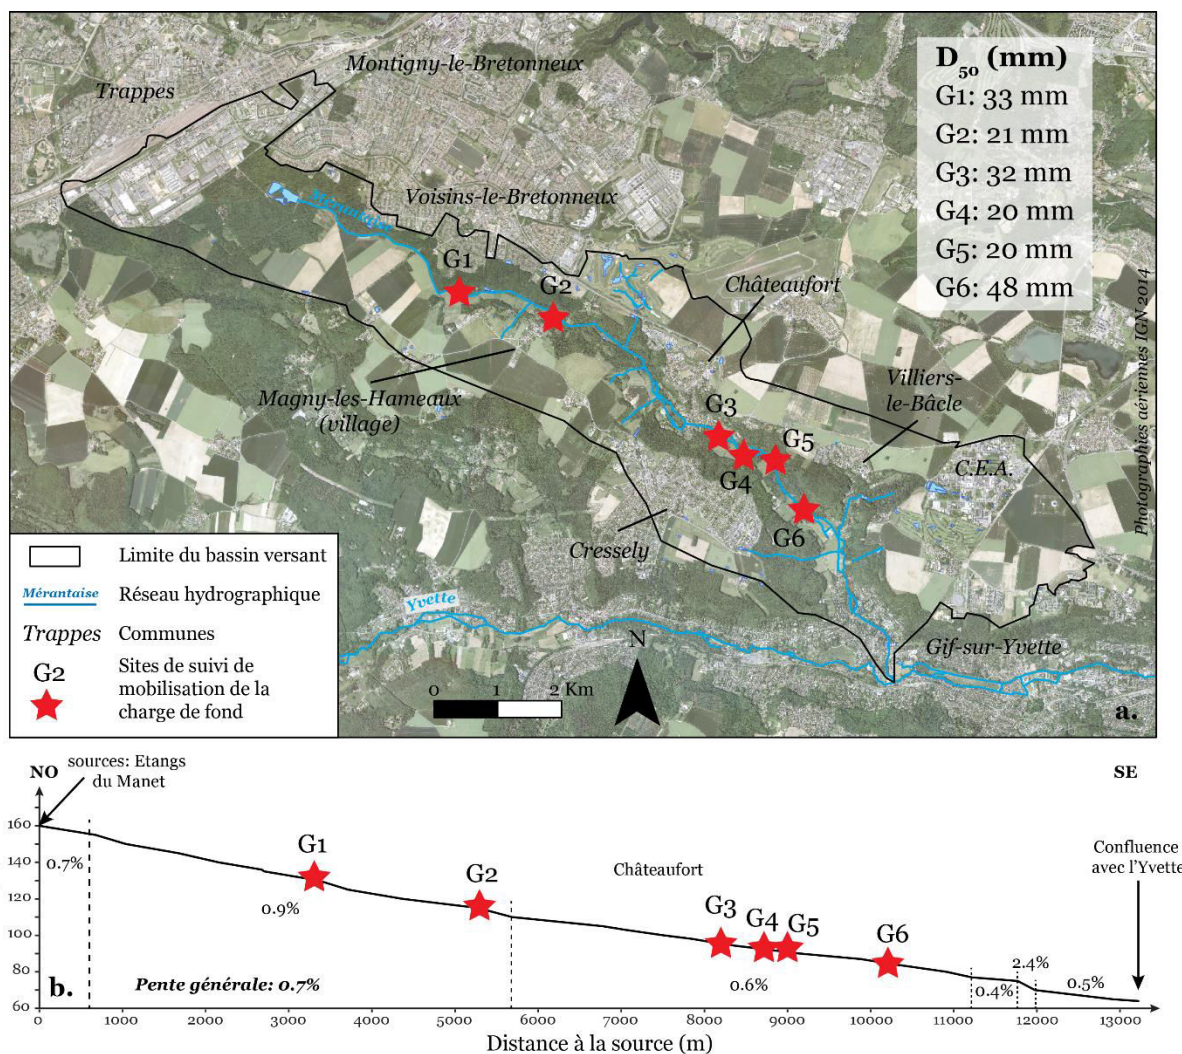 Montigny-le-Bretonneux
Trappes
D50 (mm)
G1: 33 mm
G2: 21 mm
G3: 32 mm
G4: 20 mm
G5: 20 mm
G6: 48 mm
Voisins-le-Bretonneux
Mérantaise
G1
G2
Châteaufort
Magny-les-Hameaux
(village)
Villiers-
le-Bâcle
G3
G5
G4
C.E.A.
G6
Cressely
Yvette
Gif-sur-Yvette
N
0 1 2 Km
a.
Photographies aériennes IGN 2014
Limite du bassin versant
Mérantaise Réseau hydrographique
Trappes Communes
G2 Sites de suivi de
mobilisation de la
charge de fond
NO
sources: Etangs
du Manet
SE
160
140
120
100
80
60
0.7%
G1
0.9%
G2
Châteaufort
G3
G4
G5
G6
Confluence
avec l'Yvette
b.
Pente générale: 0.7%
0.6%
2.4%
0.4%
0.5%
0 1000 2000 3000 4000 5000 6000 7000 8000 9000 10000 11000 12000 13000
Distance à la source (m)